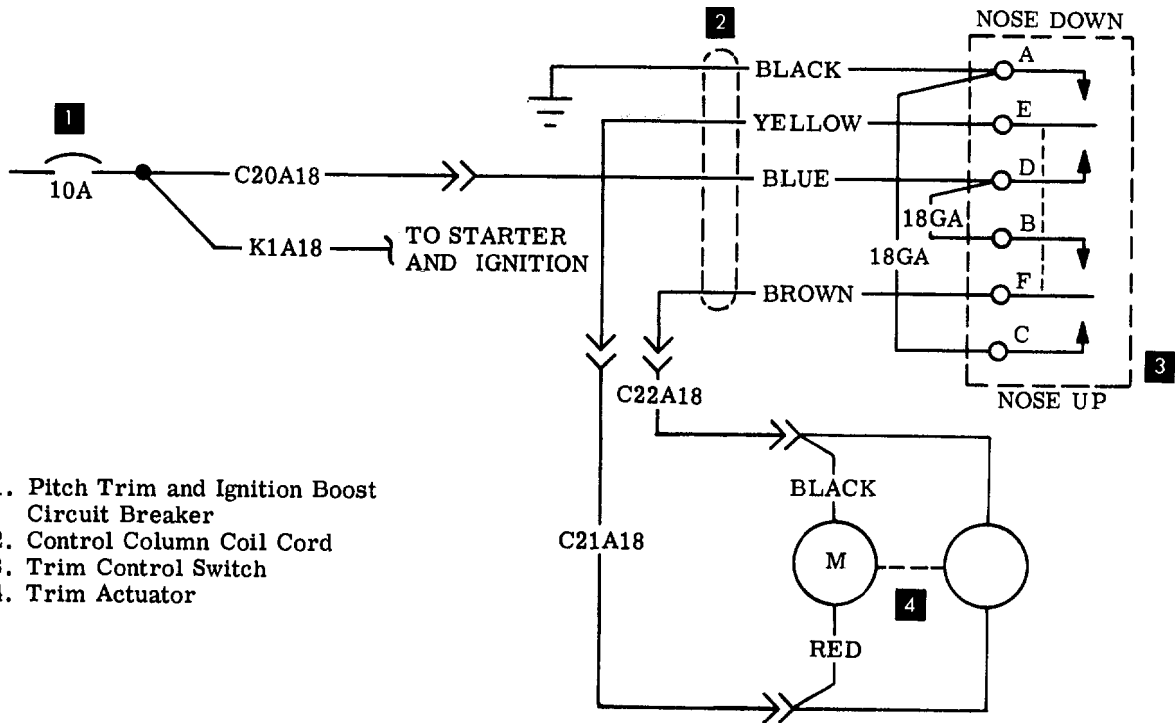 NOSE DOWN
2
A
BLACK
1
E
YELLOW
D
C20A18
BLUE
10A
18GA
B
K1A18
TO STARTER
AND IGNITION
18GA
F
BROWN
C
3
C22A18
NOSE UP
BLACK
. Pitch Trim and Ignition Boost
Circuit Breaker
. Control Column Coil Cord
. Trim Control Switch
. Trim Actuator
C21A18
M
4
RED